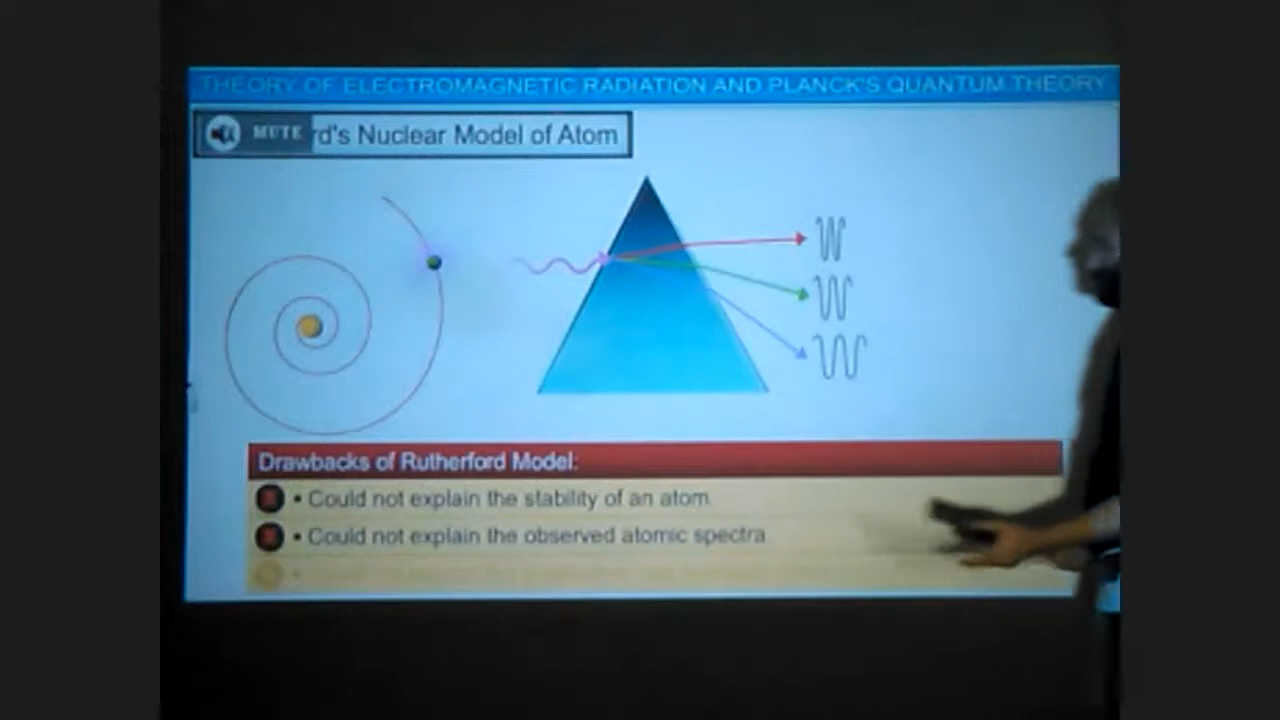 THEORY OF ELECTROMAGNETIC RADIATION AND PLANCK'S QUANTUM THEORY
MUTE rd's Nuclear Model of Atom
Drawbacks of Rutherford Model:
• Could not explain the stability of an atom.
• Could not explain the observed atomic spectra.